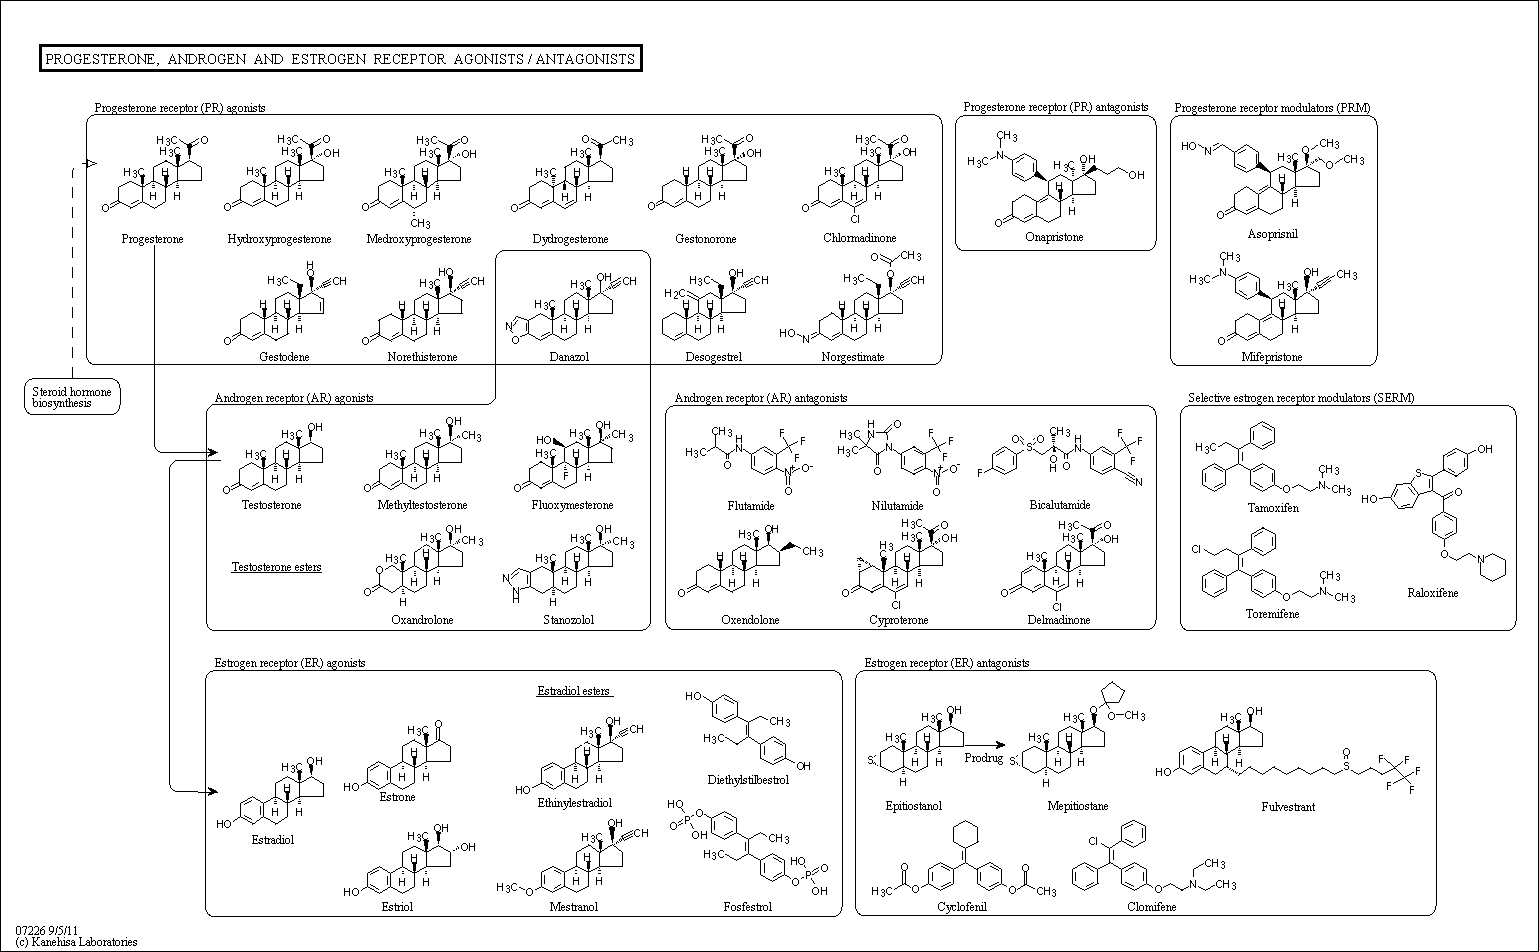 PROGESTERONE, ANDROGEN AND ESTROGEN RECEPTOR AGONISTS / ANTAGONISTS
Progesterone receptor (PR) agonists
Progesterone
Hydroxyprogesterone
Medroxyprogesterone
Dydrogesterone
Gestonorone
Chlormadinone
Gestodene
Norethisterone
Danazol
Desogestrel
Norgestimate
Progesterone receptor (PR) antagonists
Onapristone
Progesterone receptor modulators (PRM)
Asoprisnil
Mifepristone
Steroid hormone
biosynthesis
Androgen receptor (AR) agonists
Testosterone
Methyltestosterone
Fluoxymesterone
Testosterone esters
Oxandrolone
Stanozolol
Androgen receptor (AR) antagonists
Flutamide
Nilutamide
Bicalutamide
Oxendolone
Cyproterone
Delmadinone
Selective estrogen receptor modulators (SERM)
Tamoxifen
Toremifene
Raloxifene
Estrogen receptor (ER) agonists
Estradiol esters
Estradiol
Estrone
Ethinylestradiol
Diethylstilbestrol
Estriol
Mestranol
Fosfestrol
Estrogen receptor (ER) antagonists
Epitiostanol
Prodrug
Mepitiostane
Fulvestrant
Cyclofenil
Clomifene
07226 9/5/11
(c) Kanehisa Laboratories